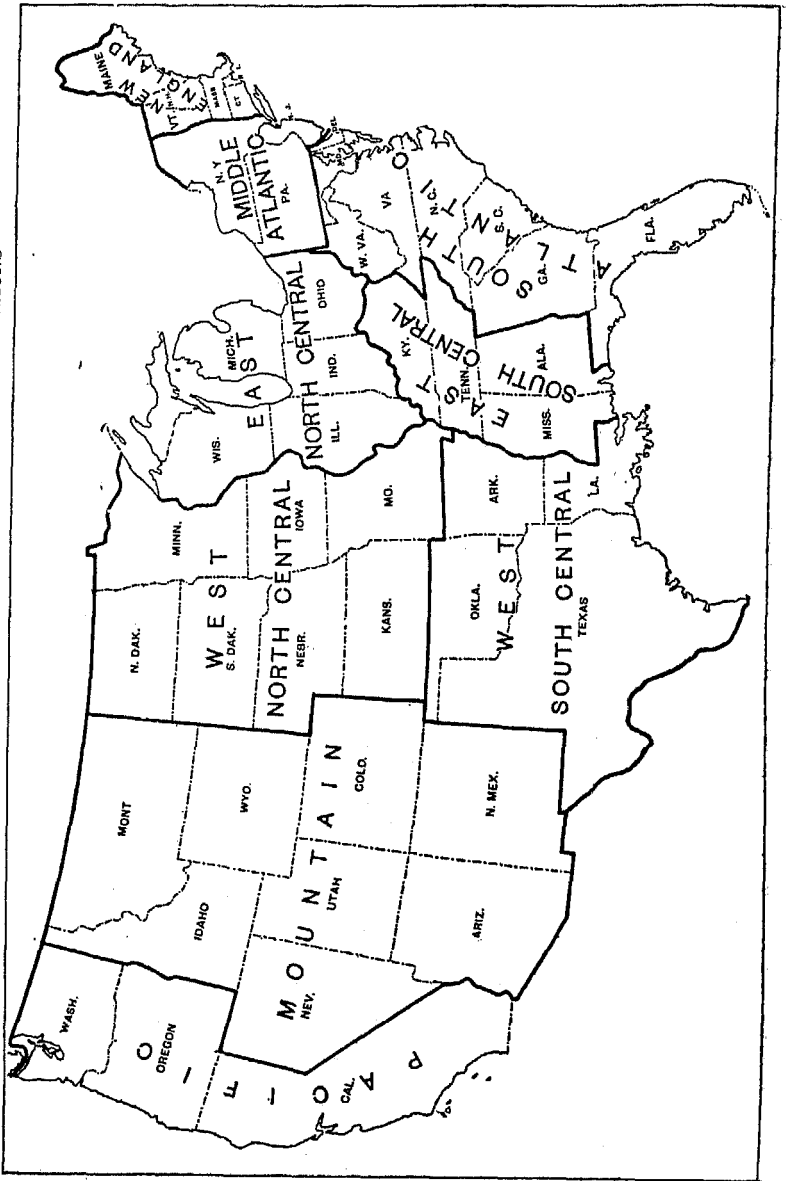 PACIFIC
WASH.
OREGON
CAL.
MOUNTAIN
MONT
IDAHO
WYO.
NEV.
UTAH
COLO.
ARIZ.
N. MEX.
WEST
NORTH CENTRAL
N. DAK.
S. DAK.
NEBR.
KANS.
MINN.
IOWA
MO.
WEST
SOUTH CENTRAL
OKLA.
TEXAS
ARK.
LA.
EAST
NORTH CENTRAL
WIS.
MICH.
ILL.
IND.
OHIO
EAST
SOUTH CENTRAL
KY.
TENN.
MISS.
ALA.
SOUTH ATLANTIC
W. VA.
VA
N.C.
S.C.
GA.
FLA.
DEL.
MIDDLE
ATLANTIC
N. Y
PA.
N. J.
NEW ENGLAND
MAINE
VT.
N.H.
MASS
CT